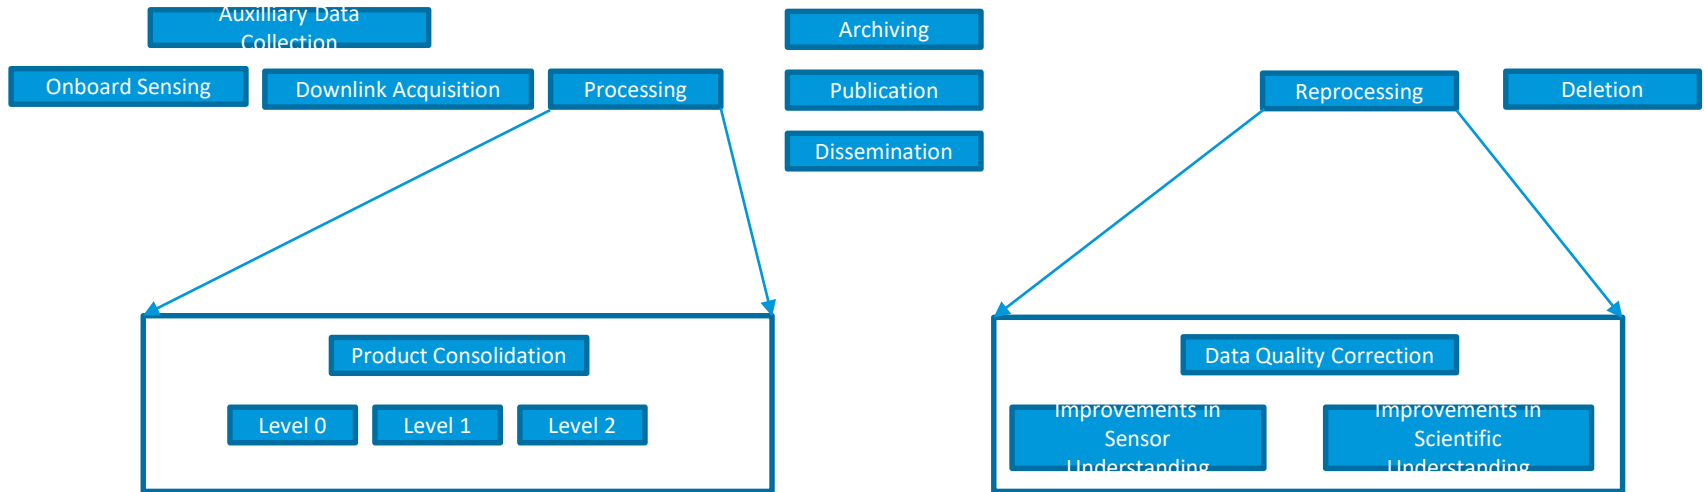 Auxilliary Data
Collection
Archiving
Onboard Sensing
Downlink Acquisition
Processing
Publication
Reprocessing
Deletion
Dissemination
Product Consolidation
Data Quality Correction
Level 0
Level 1
Level 2
Improvements in
Sensor
Understanding
Improvements in
Scientific
Understanding